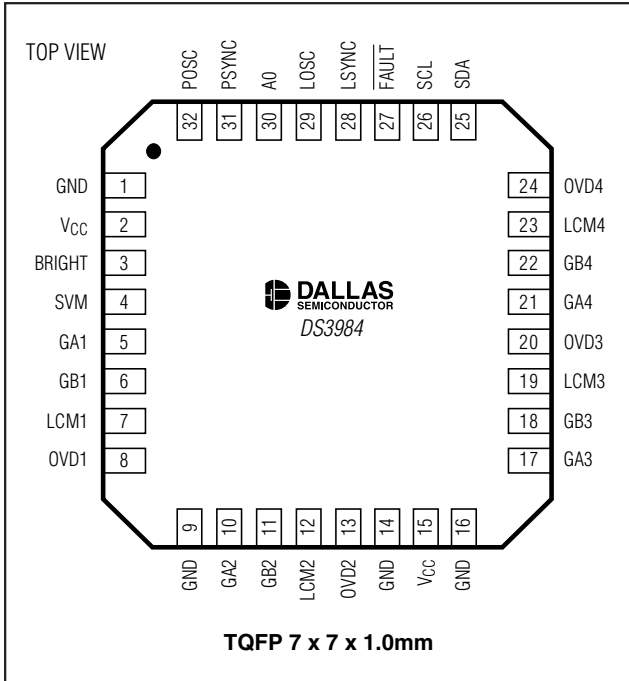 TOP VIEW
POSC
PSYNC
A0
LOSC
LSYNC
FAULT
SCL
SDA
32
31
30
29
28
27
26
25
GND 1
VCC 2
BRIGHT 3
SVM 4
GA1 5
GB1 6
LCM1 7
OVD1 8
DALLAS
SEMICONDUCTOR
DS3984
24 OVD4
23 LCM4
22 GB4
21 GA4
20 OVD3
19 LCM3
18 GB3
17 GA3
9
10
11
12
13
14
15
16
GND
GA2
GB2
LCM2
OVD2
GND
VCC
GND
TQFP 7 x 7 x 1.0mm